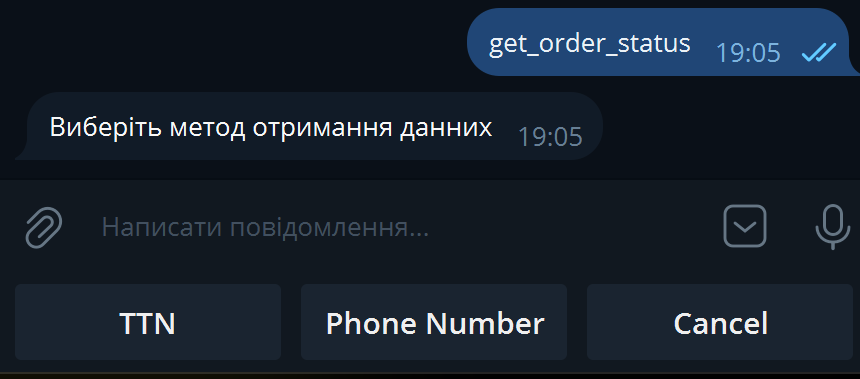 get_order_status 19:05
Виберіть метод отримання данних 19:05
Написати повідомлення...
TTN Phone Number Cancel